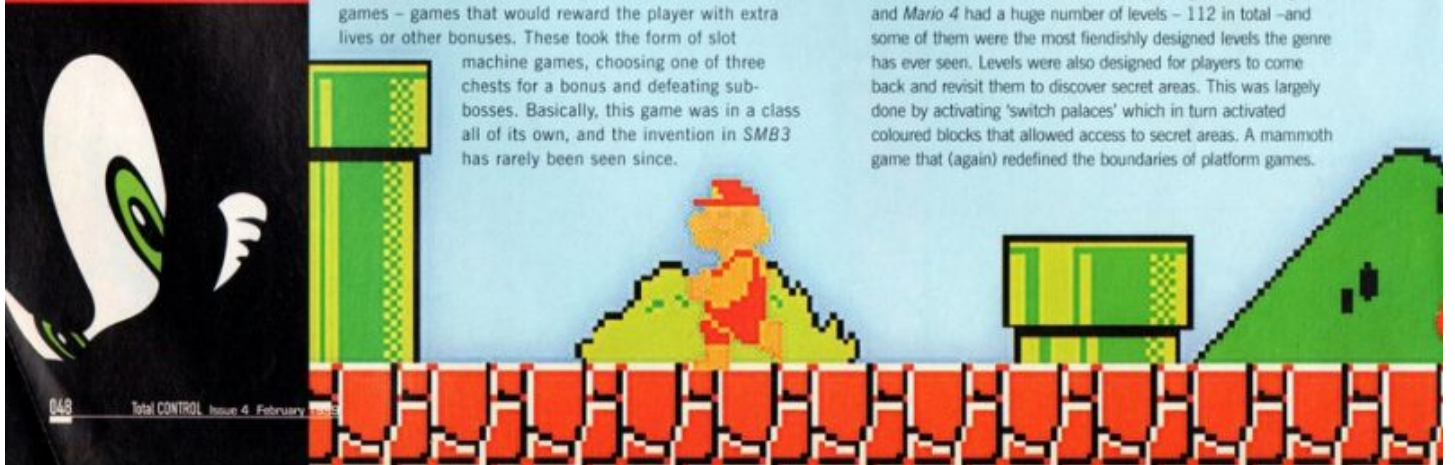 games – games that would reward the player with extra
lives or other bonuses. These took the form of slot
machine games, choosing one of three
chests for a bonus and defeating sub-
bosses. Basically, this game was in a class
all of its own, and the invention in SMB3
has rarely been seen since.
and Mario 4 had a huge number of levels – 112 in total –and
some of them were the most fiendishly designed levels the genre
has ever seen. Levels were also designed for players to come
back and revisit them to discover secret areas. This was largely
done by activating ‘switch palaces’ which in turn activated
coloured blocks that allowed access to secret areas. A mammoth
game that (again) redefined the boundaries of platform games.
048 Total CONTROL Issue 4 February 1999